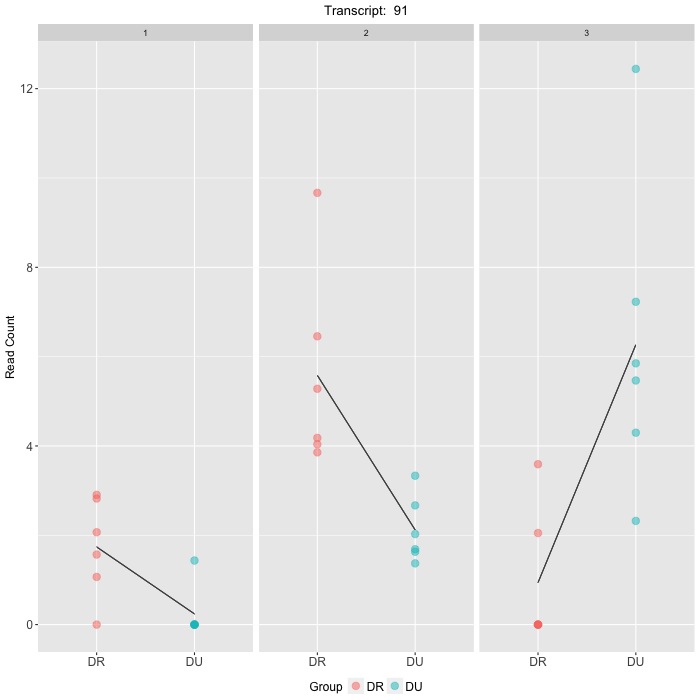 Transcript:  91
1 2 3
Read Count
12
8
4
0
DR DU DR DU DR DU
Group DR DU